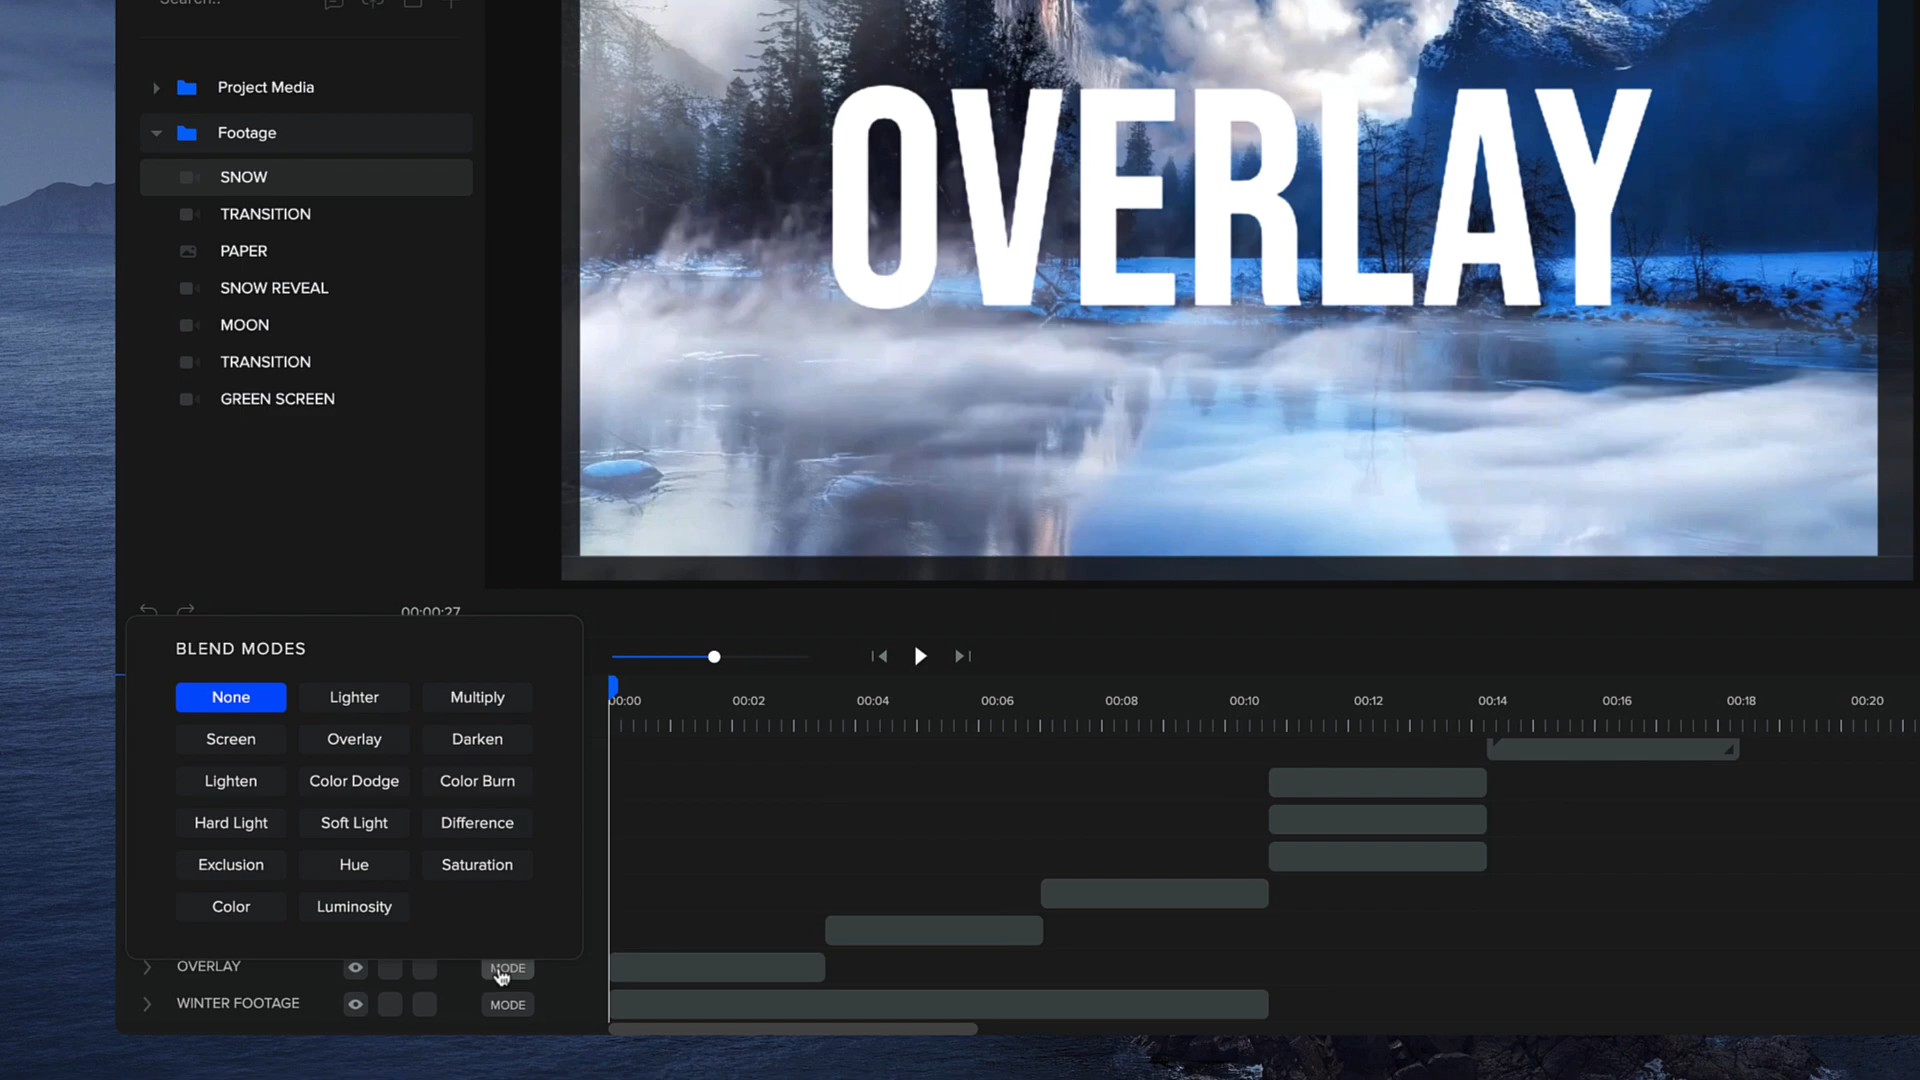 Search..
Project Media
Footage
SNOW
TRANSITION
PAPER
SNOW REVEAL
MOON
TRANSITION
GREEN SCREEN
OVERLAY
00:00:27
BLEND MODES
None Lighter Multiply
Screen Overlay Darken
Lighten Color Dodge Color Burn
Hard Light Soft Light Difference
Exclusion Hue Saturation
Color Luminosity
00:00 00:02 00:04 00:06 00:08 00:10 00:12 00:14 00:16 00:18 00:20
OVERLAY MODE
WINTER FOOTAGE MODE